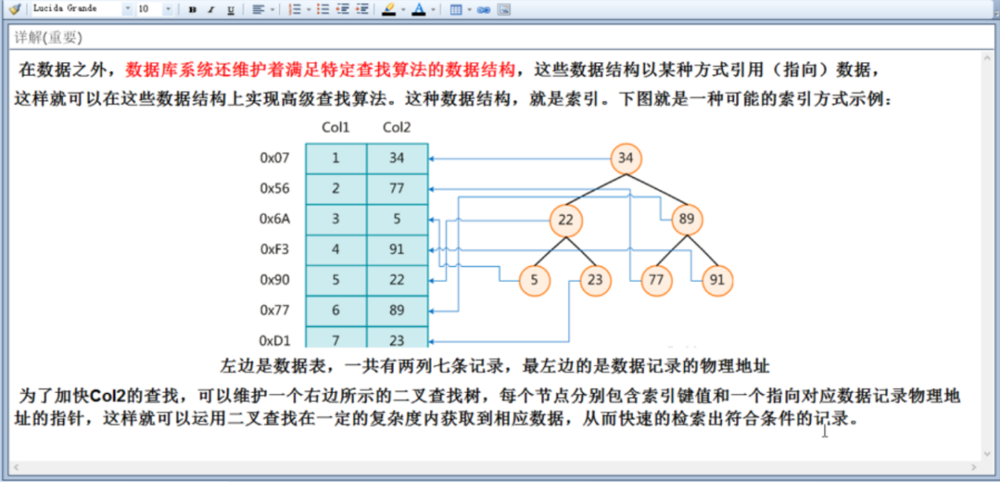 Lucida Grande 10 B I U A
详解(重要)
在数据之外，数据库系统还维护着满足特定查找算法的数据结构，这些数据结构以某种方式引用（指向）数据，
这样就可以在这些数据结构上实现高级查找算法。这种数据结构，就是索引。下图就是一种可能的索引方式示例：
Col1 Col2
0x07 1 34 34
0x56 2 77
0x6A 3 5 22 89
0xF3 4 91
0x90 5 22 5 23 77 91
0x77 6 89
0xD1 7 23
左边是数据表，一共有两列七条记录，最左边的是数据记录的物理地址
为了加快Col2的查找，可以维护一个右边所示的二叉查找树，每个节点分别包含索引键值和一个指向对应数据记录物理地
址的指针，这样就可以运用二叉查找在一定的复杂度内获取到相应数据，从而快速的检索出符合条件的记录。